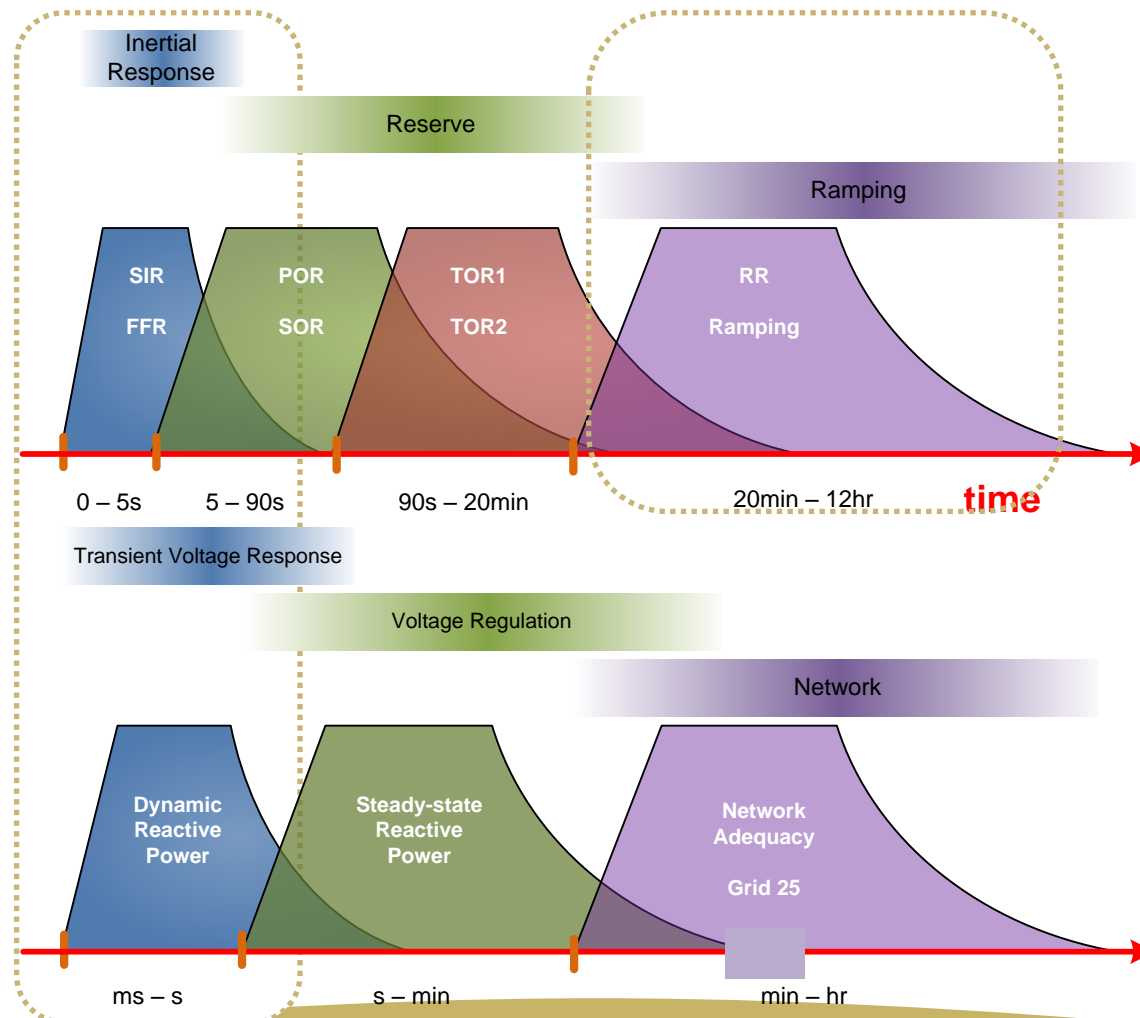 Inertial
Response
Reserve
Ramping
SIR
FFR
POR
SOR
TOR1
TOR2
RR
Ramping
0 – 5s
5 – 90s
90s – 20min
20min – 12hr
time
Transient Voltage Response
Voltage Regulation
Network
Dynamic
Reactive
Power
Steady-state
Reactive
Power
Network
Adequacy
Grid 25
ms – s
s – min
min – hr